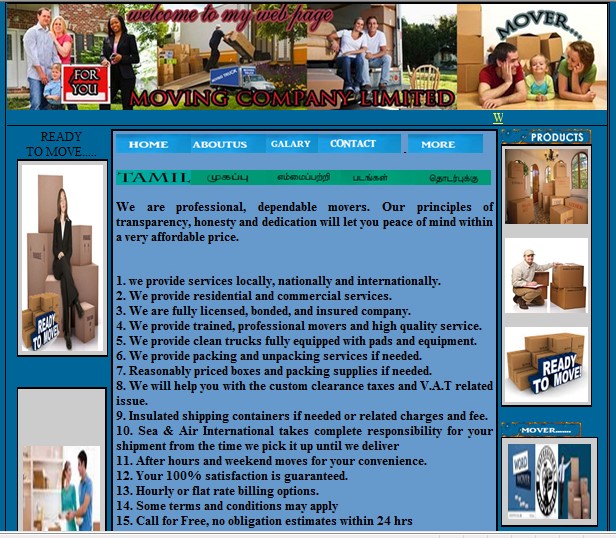 welcome to my web page
MOVER...
FOR
YOU
MOVING TRUCK
MOVING COMPANY LIMITED
W
READY
TO MOVE.....
HOME ABOUTUS GALARY CONTACT MORE
PRODUCTS
TAMIL முகப்பு எம்மைப்பற்றி படங்கள் தொடர்புக்கு
We are professional, dependable movers. Our principles of
transparency, honesty and dedication will let you peace of mind within
a very affordable price.
1. we provide services locally, nationally and internationally.
2. We provide residential and commercial services.
3. We are fully licensed, bonded, and insured company.
4. We provide trained, professional movers and high quality service.
5. We provide clean trucks fully equipped with pads and equipment.
6. We provide packing and unpacking services if needed.
7. Reasonably priced boxes and packing supplies if needed.
8. We will help you with the custom clearance taxes and V.A.T related
issue.
9. Insulated shipping containers if needed or related charges and fee.
10. Sea & Air International takes complete responsibility for your
shipment from the time we pick it up until we deliver
11. After hours and weekend moves for your convenience.
12. Your 100% satisfaction is guaranteed.
13. Hourly or flat rate billing options.
14. Some terms and conditions may apply
15. Call for Free, no obligation estimates within 24 hrs
READY
TO MOVE!
READY
TO MOVE!
MOVER.......